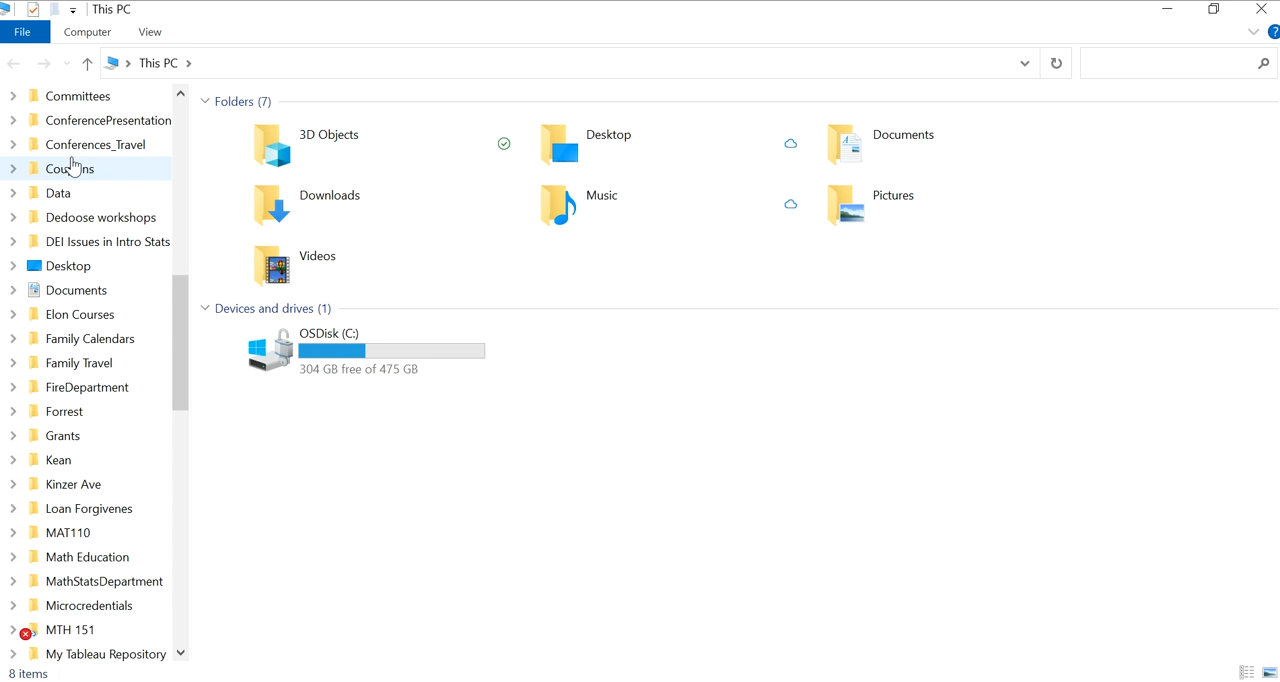 This PC
File Computer View
This PC
Committees
ConferencePresentation
Conferences_Travel
Data
Dedoose workshops
DEI Issues in Intro Stats
Desktop
Documents
Elon Courses
Family Calendars
Family Travel
FireDepartment
Forrest
Grants
Kean
Kinzer Ave
Loan Forgivenes
MAT110
Math Education
MathStatsDepartment
Microcredentials
MTH 151
My Tableau Repository
Folders (7)
3D Objects Desktop Documents
Downloads Music Pictures
Videos
Devices and drives (1)
OSDisk (C:)
304 GB free of 475 GB
8 items